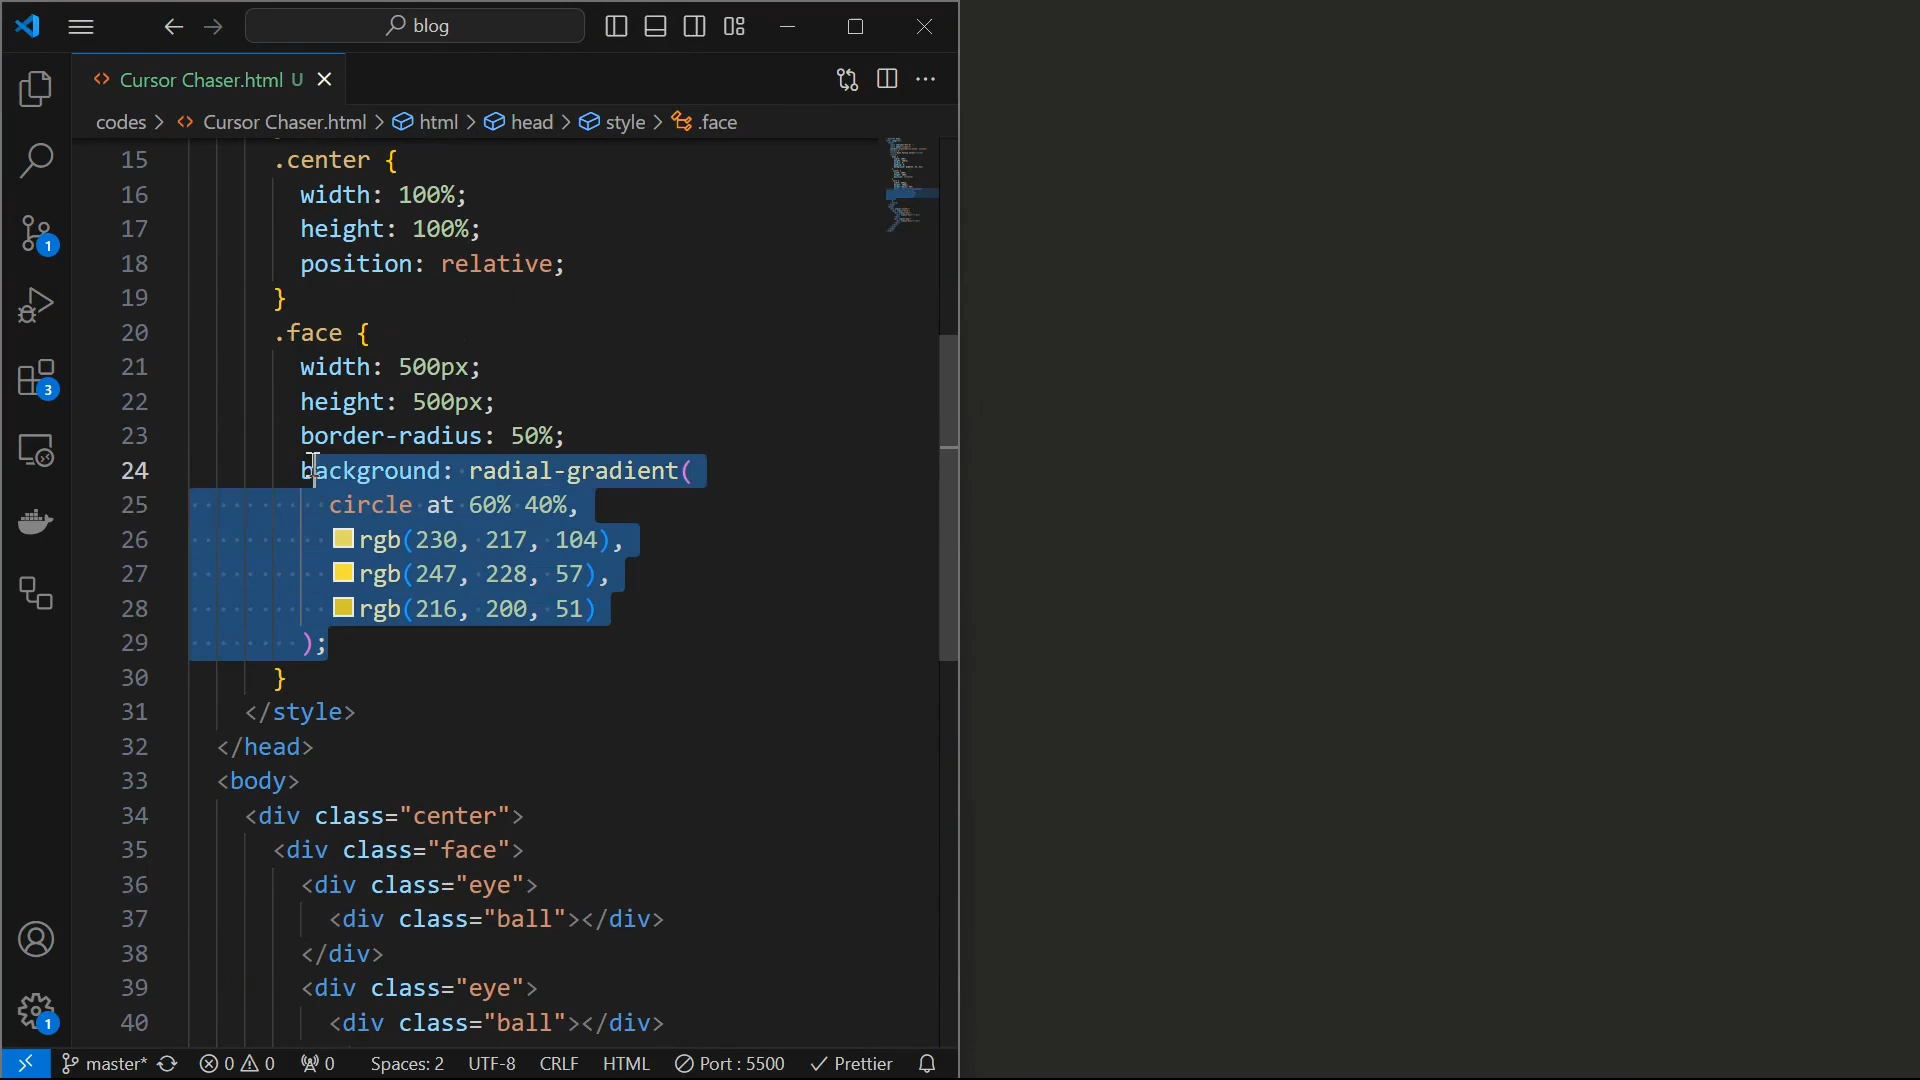 blog
Cursor Chaser.html U
codes > Cursor Chaser.html > html > head > style > .face
15 .center {
16 width: 100%;
17 height: 100%;
18 position: relative;
19 }
20 .face {
21 width: 500px;
22 height: 500px;
23 border-radius: 50%;
24 background: radial-gradient(
25 circle at 60% 40%,
26 rgb(230, 217, 104),
27 rgb(247, 228, 57),
28 rgb(216, 200, 51)
29 );
30 }
31 </style>
32 </head>
33 <body>
34 <div class="center">
35 <div class="face">
36 <div class="eye">
37 <div class="ball"></div>
38 </div>
39 <div class="eye">
40 <div class="ball"></div>
1
3
1
master* 0 0 0 Spaces: 2 UTF-8 CRLF HTML Port : 5500 Prettier